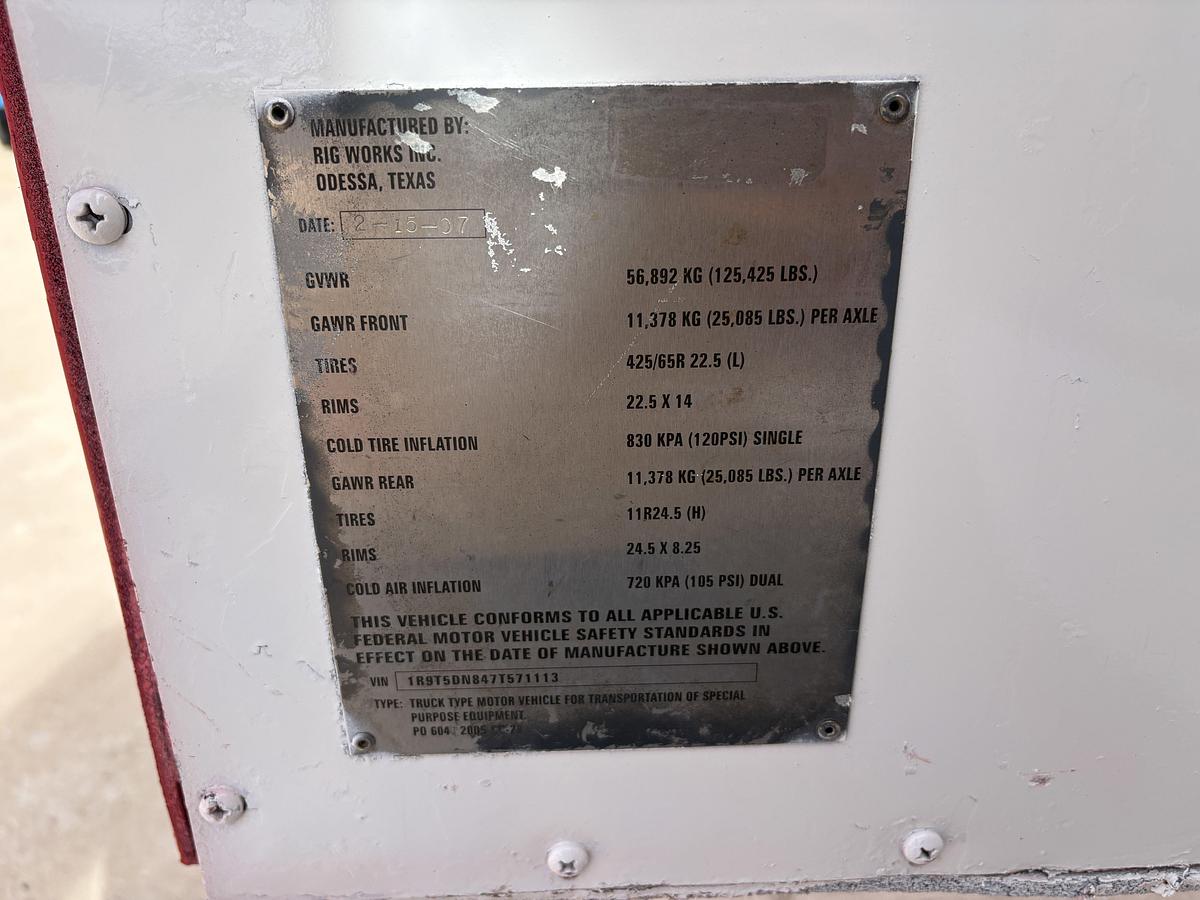 MANUFACTURED BY:
RIG WORKS INC.
ODESSA, TEXAS
DATE: 2-15-07
GVWR 56,892 KG (125,425 LBS.)
GAWR FRONT 11,378 KG (25,085 LBS.) PER AXLE
TIRES 425/65R 22.5 (L)
RIMS 22.5 X 14
COLD TIRE INFLATION 830 KPA (120PSI) SINGLE
GAWR REAR 11,378 KG (25,085 LBS.) PER AXLE
TIRES 11R24.5 (H)
RIMS 24.5 X 8.25
COLD AIR INFLATION 720 KPA (105 PSI) DUAL
THIS VEHICLE CONFORMS TO ALL APPLICABLE U.S.
FEDERAL MOTOR VEHICLE SAFETY STANDARDS IN
EFFECT ON THE DATE OF MANUFACTURE SHOWN ABOVE.
VIN 1R9T5DN847T571113
TYPE: TRUCK TYPE MOTOR VEHICLE FOR TRANSPORTATION OF SPECIAL
PURPOSE EQUIPMENT.
PO 604 2005